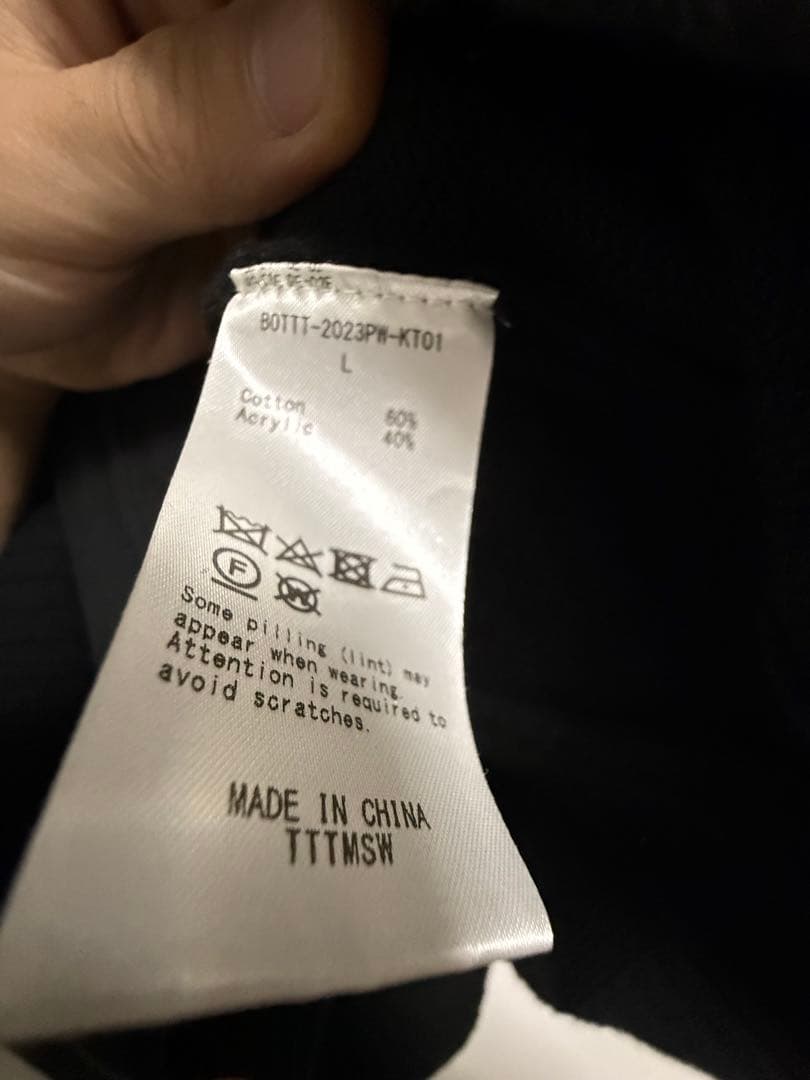 BOTTT-2023PW-KT01
L
Cotton 60%
Acrylic 40%
F
W
Some pilling (lint) may
appear when wearing.
Attention is required to
avoid scratches.
MADE IN CHINA
TTTMSW